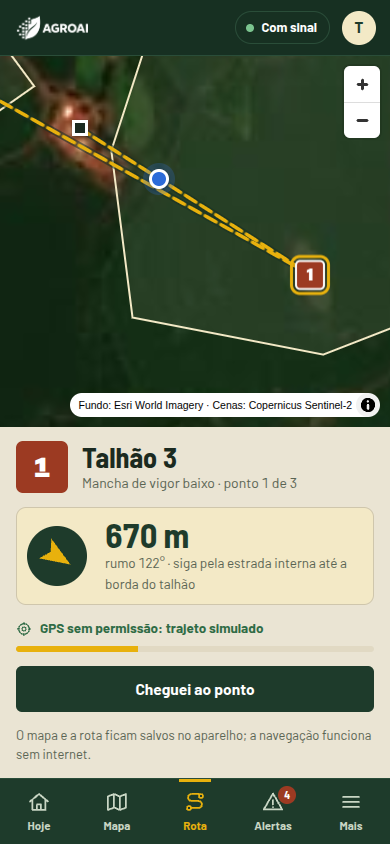 AGROAI
Com sinal
T
+
−
1
Fundo: Esri World Imagery · Cenas: Copernicus Sentinel-2
1
Talhão 3
Mancha de vigor baixo · ponto 1 de 3
670 m
rumo 122° · siga pela estrada interna até a
borda do talhão
GPS sem permissão: trajeto simulado
Cheguei ao ponto
O mapa e a rota ficam salvos no aparelho; a navegação funciona
sem internet.
4
Hoje
Mapa
Rota
Alertas
Mais